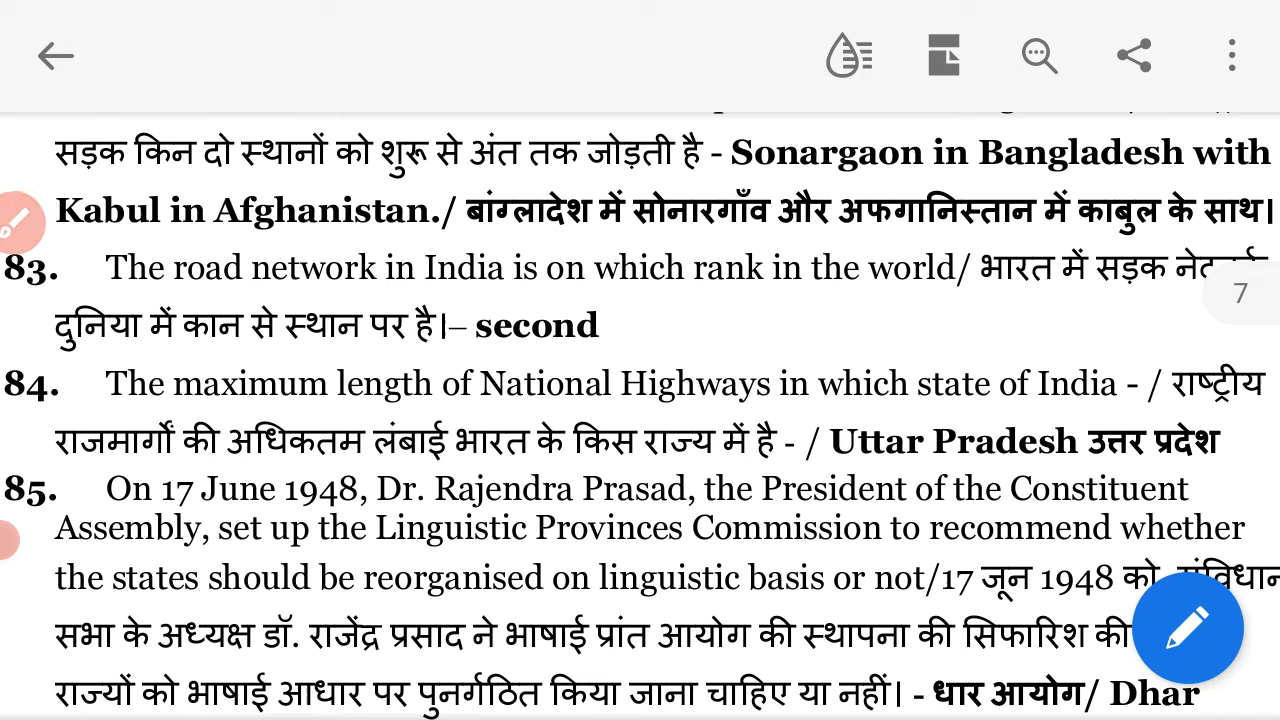 सड़क किन दो स्थानों को शुरू से अंत तक जोड़ती है - Sonargaon in Bangladesh with
Kabul in Afghanistan./ बांग्लादेश में सोनारगाँव और अफगानिस्तान में काबुल के साथ।
83. The road network in India is on which rank in the world/ भारत में सड़क
7
दुनिया में कान से स्थान पर है।– second
84. The maximum length of National Highways in which state of India - / राष्ट्रीय
राजमार्गों की अधिकतम लंबाई भारत के किस राज्य में है - / Uttar Pradesh उत्तर प्रदेश
85. On 17 June 1948, Dr. Rajendra Prasad, the President of the Constituent
Assembly, set up the Linguistic Provinces Commission to recommend whether
the states should be reorganised on linguistic basis or not/17 जून 1948 को
सभा के अध्यक्ष डॉ. राजेंद्र प्रसाद ने भाषाई प्रांत आयोग की स्थापना की सिफारिश की
राज्यों को भाषाई आधार पर पुनर्गठित किया जाना चाहिए या नहीं। - धार आयोग/ Dhar